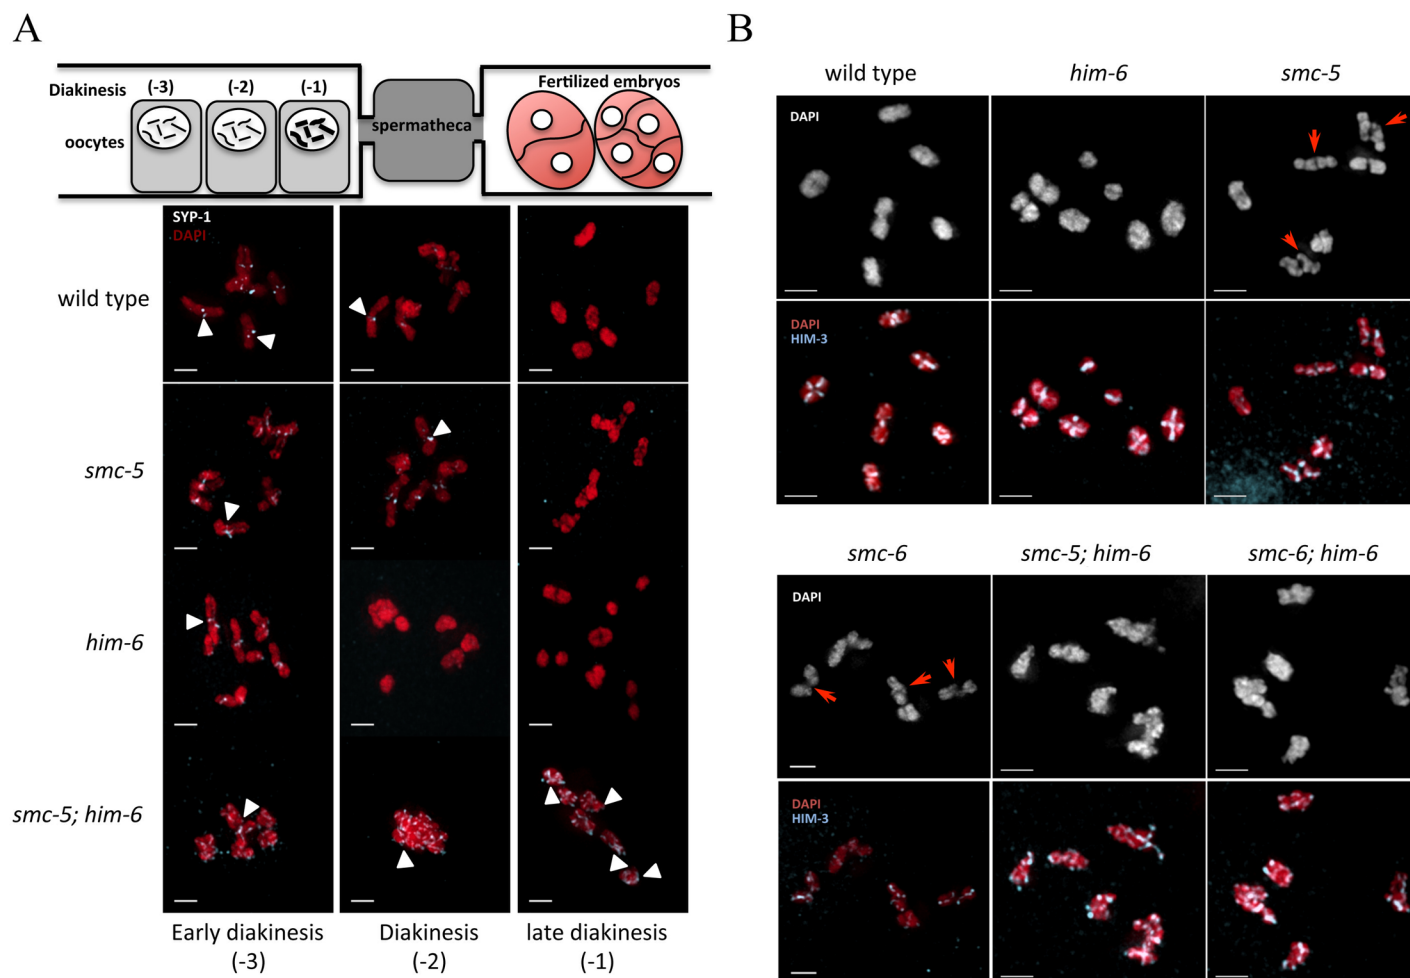 A
Diakinesis
oocytes
(-3)
(-2)
(-1)
spermatheca
Fertilized embryos
SYP-1
DAPI
wild type
smc-5
him-6
smc-5; him-6
Early diakinesis
(-3)
Diakinesis
(-2)
late diakinesis
(-1)
B
wild type
him-6
smc-5
DAPI
DAPI
HIM-3
smc-6
smc-5; him-6
smc-6; him-6
DAPI
DAPI
HIM-3